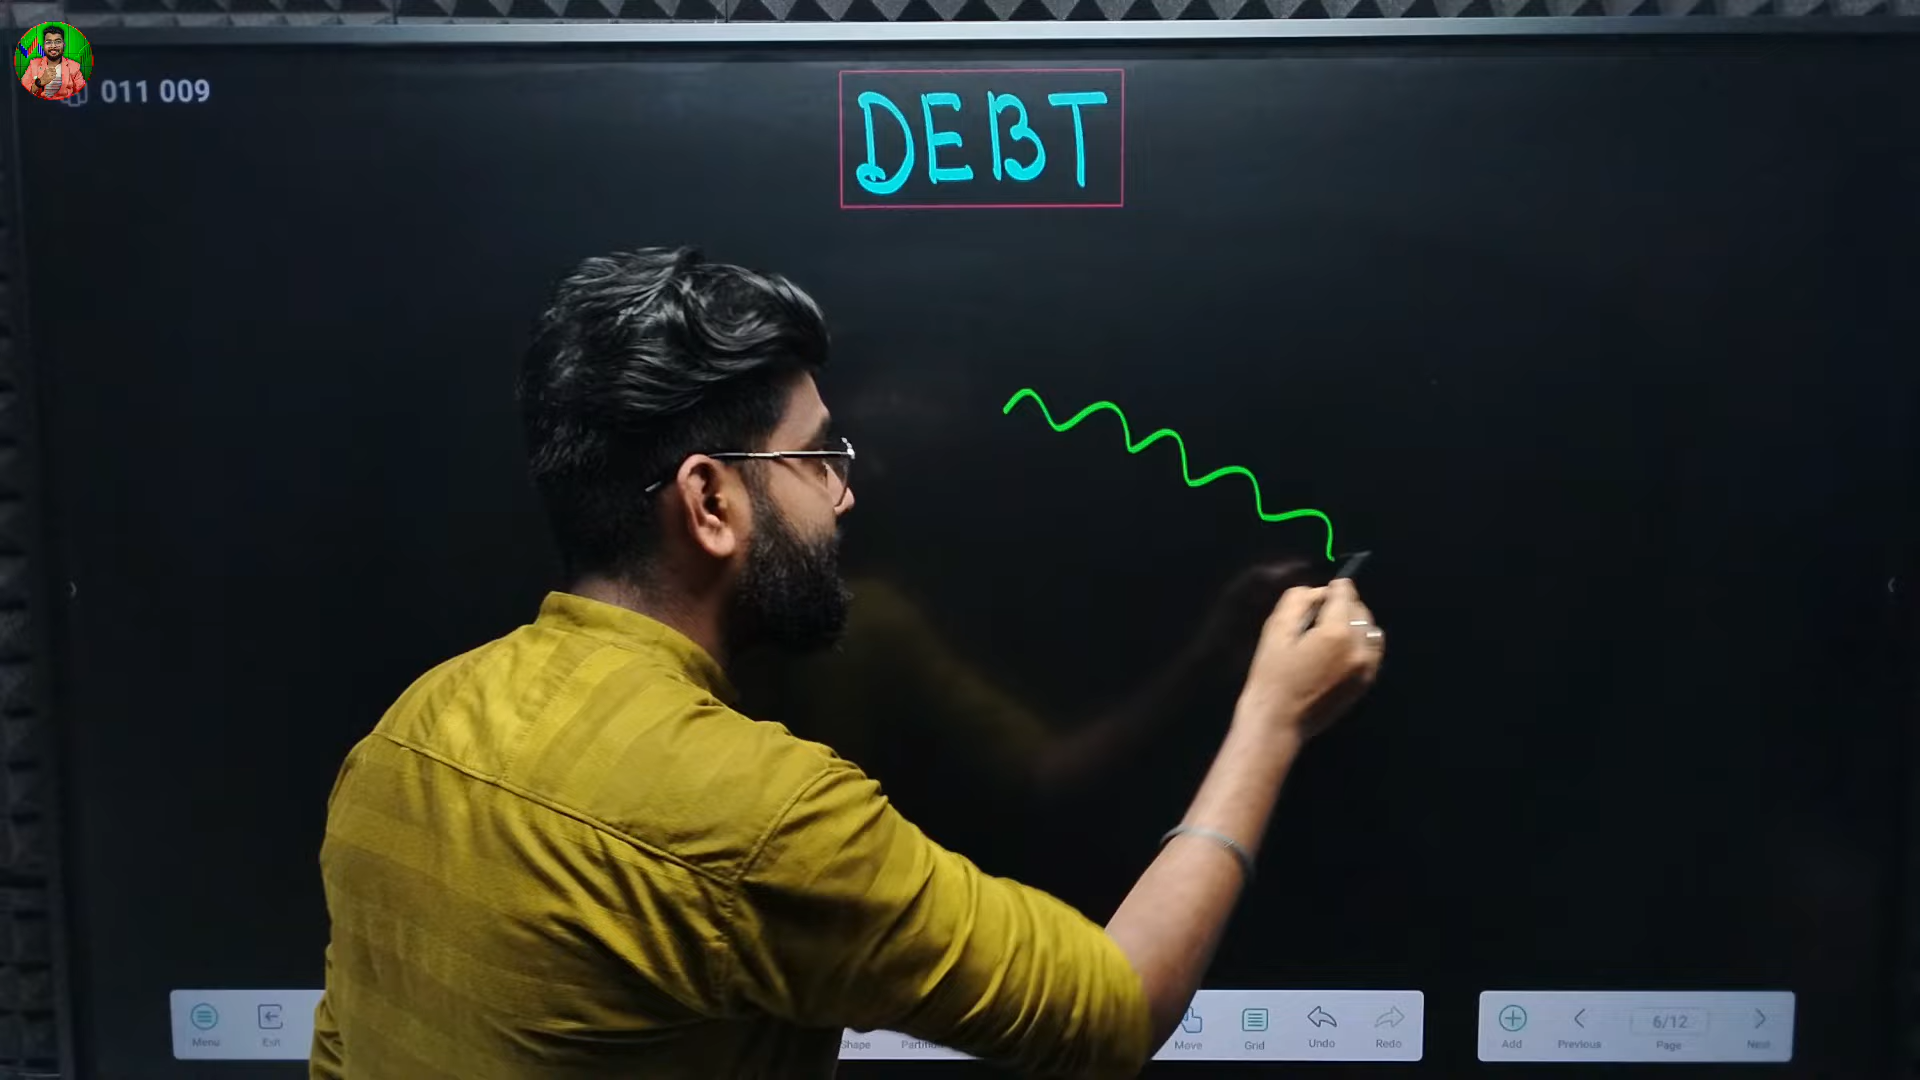 011 009
DEBT
Menu
Exit
Shape
Move
Grid
Undo
Redo
Add
Previous
6/12
Page
Next